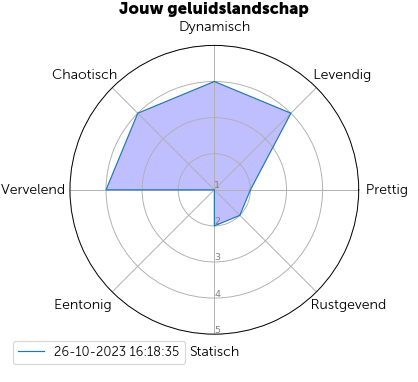 Jouw geluidslandschap
Dynamisch
Chaotisch
Levendig
Vervelend
1
Prettig
2
3
4
Eentonig
Rustgevend
5
26-10-2023 16:18:35
Statisch